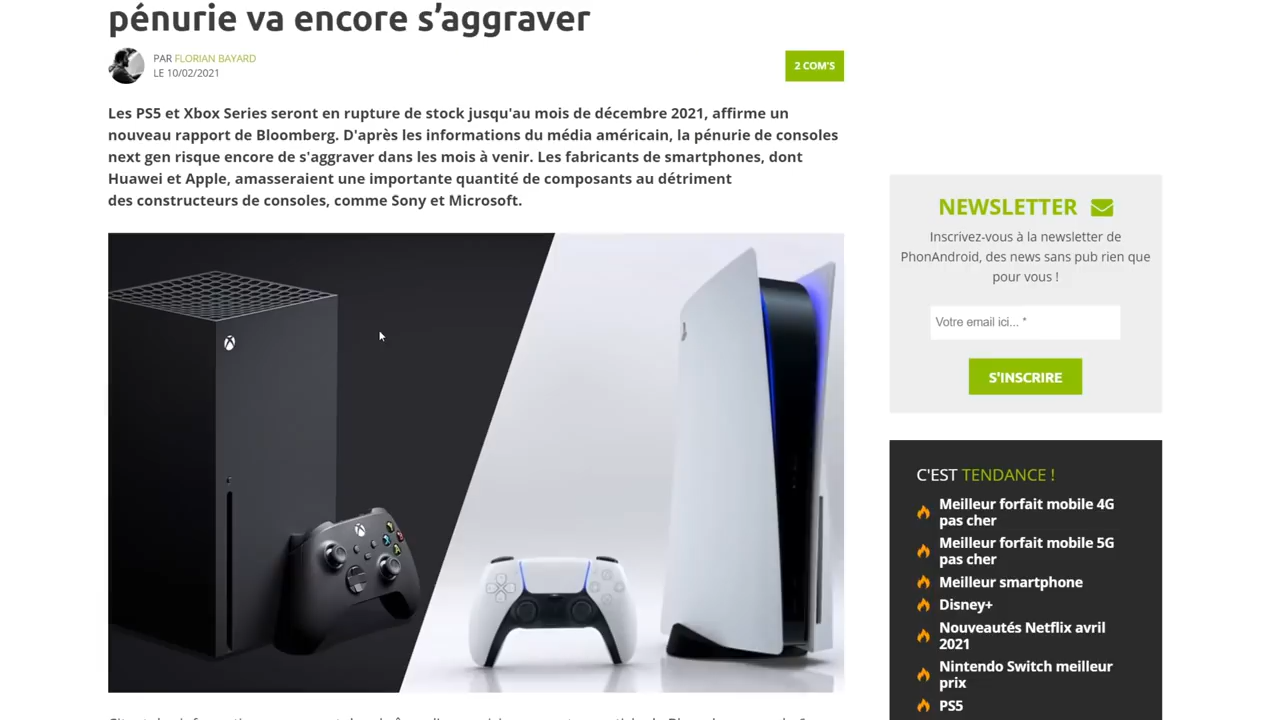 pénurie va encore s’aggraver
PAR FLORIAN BAYARD
LE 10/02/2021
2 COM'S
Les PS5 et Xbox Series seront en rupture de stock jusqu'au mois de décembre 2021, affirme un
nouveau rapport de Bloomberg. D'après les informations du média américain, la pénurie de consoles
next gen risque encore de s'aggraver dans les mois à venir. Les fabricants de smartphones, dont
Huawei et Apple, amasseraient une importante quantité de composants au détriment
des constructeurs de consoles, comme Sony et Microsoft.
NEWSLETTER
Inscrivez-vous à la newsletter de
PhonAndroid, des news sans pub rien que
pour vous !
Votre email ici... *
S'INSCRIRE
C'EST TENDANCE !
Meilleur forfait mobile 4G
pas cher
Meilleur forfait mobile 5G
pas cher
Meilleur smartphone
Disney+
Nouveautés Netflix avril
2021
Nintendo Switch meilleur
prix
PS5